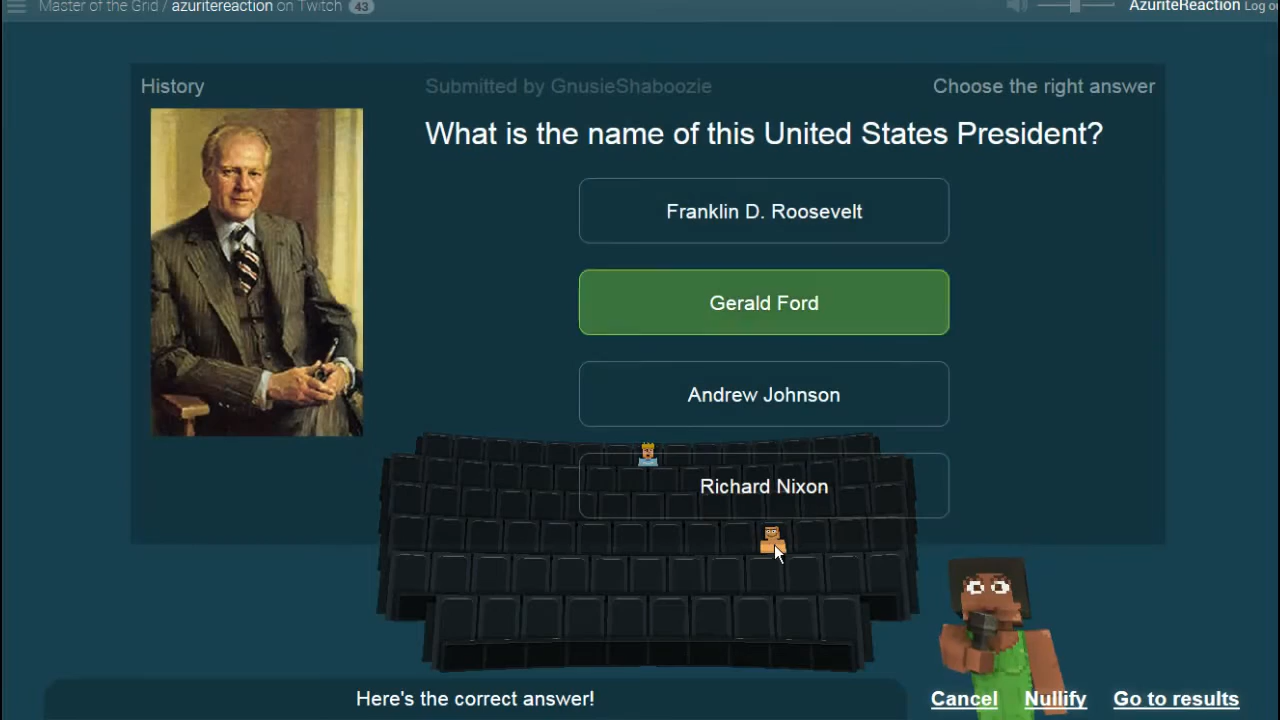 Master of the Grid / azuritereaction on Twitch 43
AzuriteReaction Log
History
Submitted by GnusieShaboozie
Choose the right answer
What is the name of this United States President?
Franklin D. Roosevelt
Gerald Ford
Andrew Johnson
Richard Nixon
Here's the correct answer!
Cancel Nullify Go to results